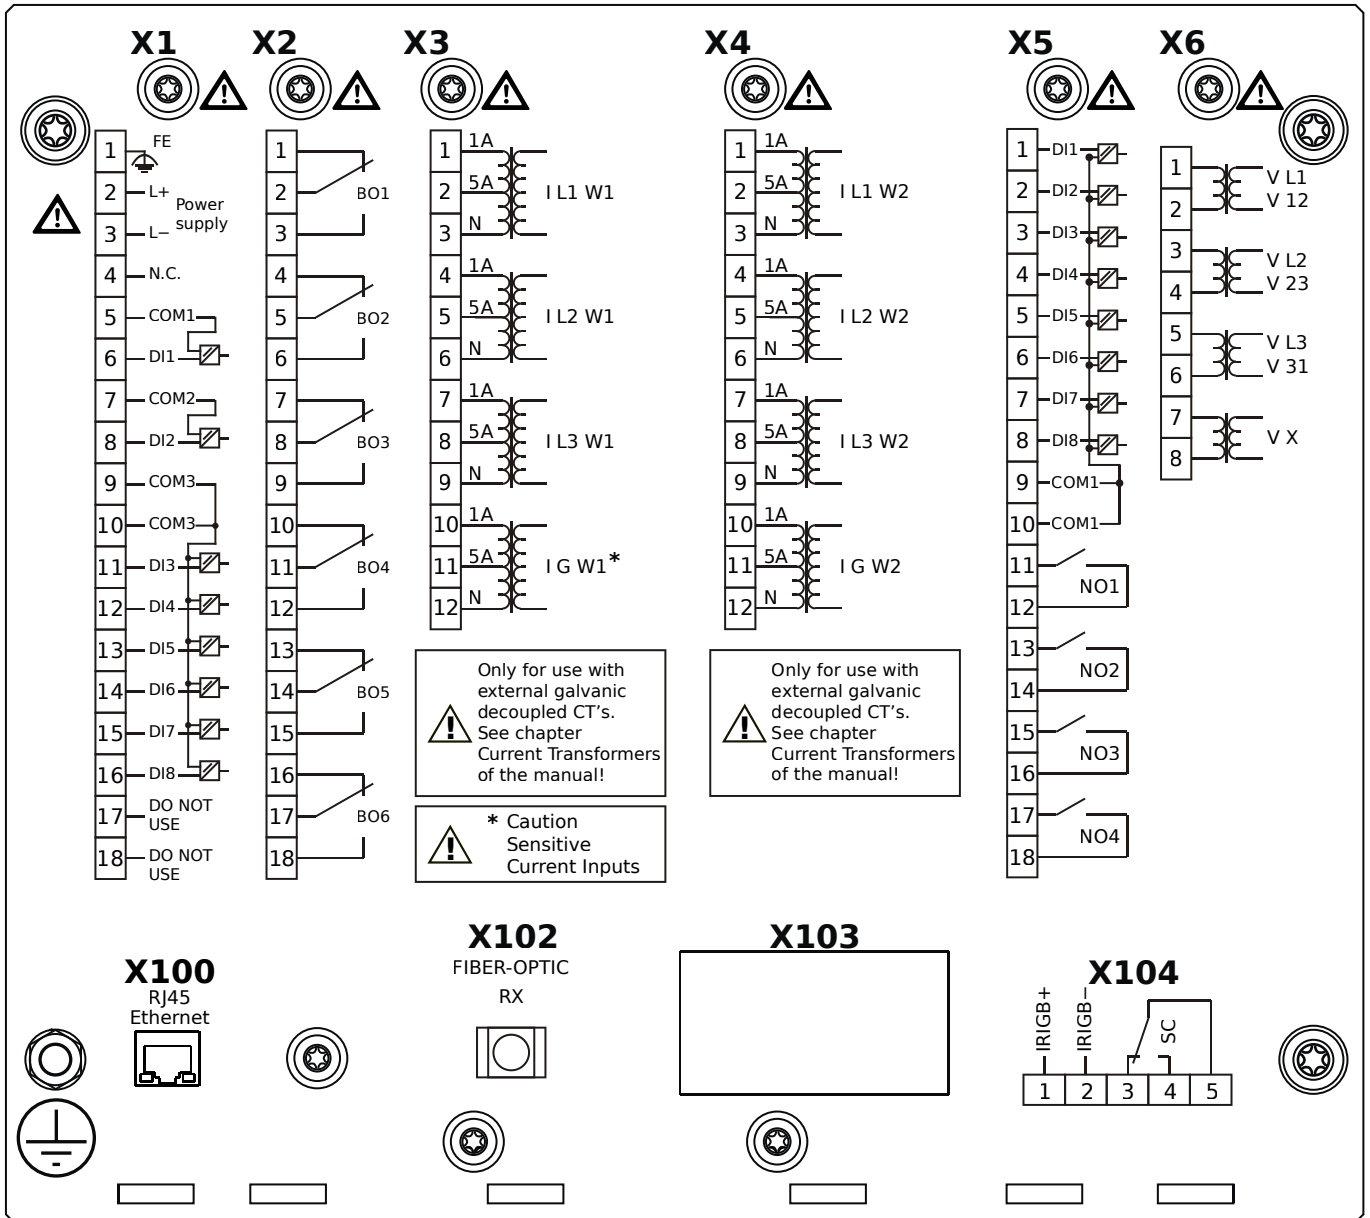 X1
X2
X3
X4
X5
X6
1 FE
2 L+
Power
supply
3 L−
4 N.C.
5 COM1
6 DI1
7 COM2
8 DI2
9 COM3
10 COM3
11 DI3
12 DI4
13 DI5
14 DI6
15 DI7
16 DI8
17 DO NOT
USE
18 DO NOT
USE
1
2 BO1
3
4
5 BO2
6
7
8 BO3
9
10
11 BO4
12
13
14 BO5
15
16
17 BO6
18
1 1A
2 5A I L1 W1
3 N
4 1A
5 5A I L2 W1
6 N
7 1A
8 5A I L3 W1
9 N
10 1A
11 5A I G W1*
12 N
Only for use with
external galvanic
decoupled CT's.
See chapter
Current Transformers
of the manual!
* Caution
Sensitive
Current Inputs
1 1A
2 5A I L1 W2
3 N
4 1A
5 5A I L2 W2
6 N
7 1A
8 5A I L3 W2
9 N
10 1A
11 5A I G W2
12 N
Only for use with
external galvanic
decoupled CT's.
See chapter
Current Transformers
of the manual!
1 DI1
2 DI2
3 DI3
4 DI4
5 DI5
6 DI6
7 DI7
8 DI8
9 COM1
10 COM1
11
NO1
12
13
NO2
14
15
NO3
16
17
NO4
18
1
V L1
2
V 12
3
V L2
4
V 23
5
V L3
6
V 31
7
V X
8
X100
RJ45
Ethernet
X102
FIBER-OPTIC
RX
X103
X104
IRIGB+
IRIGB−
SC
1 2 3 4 5